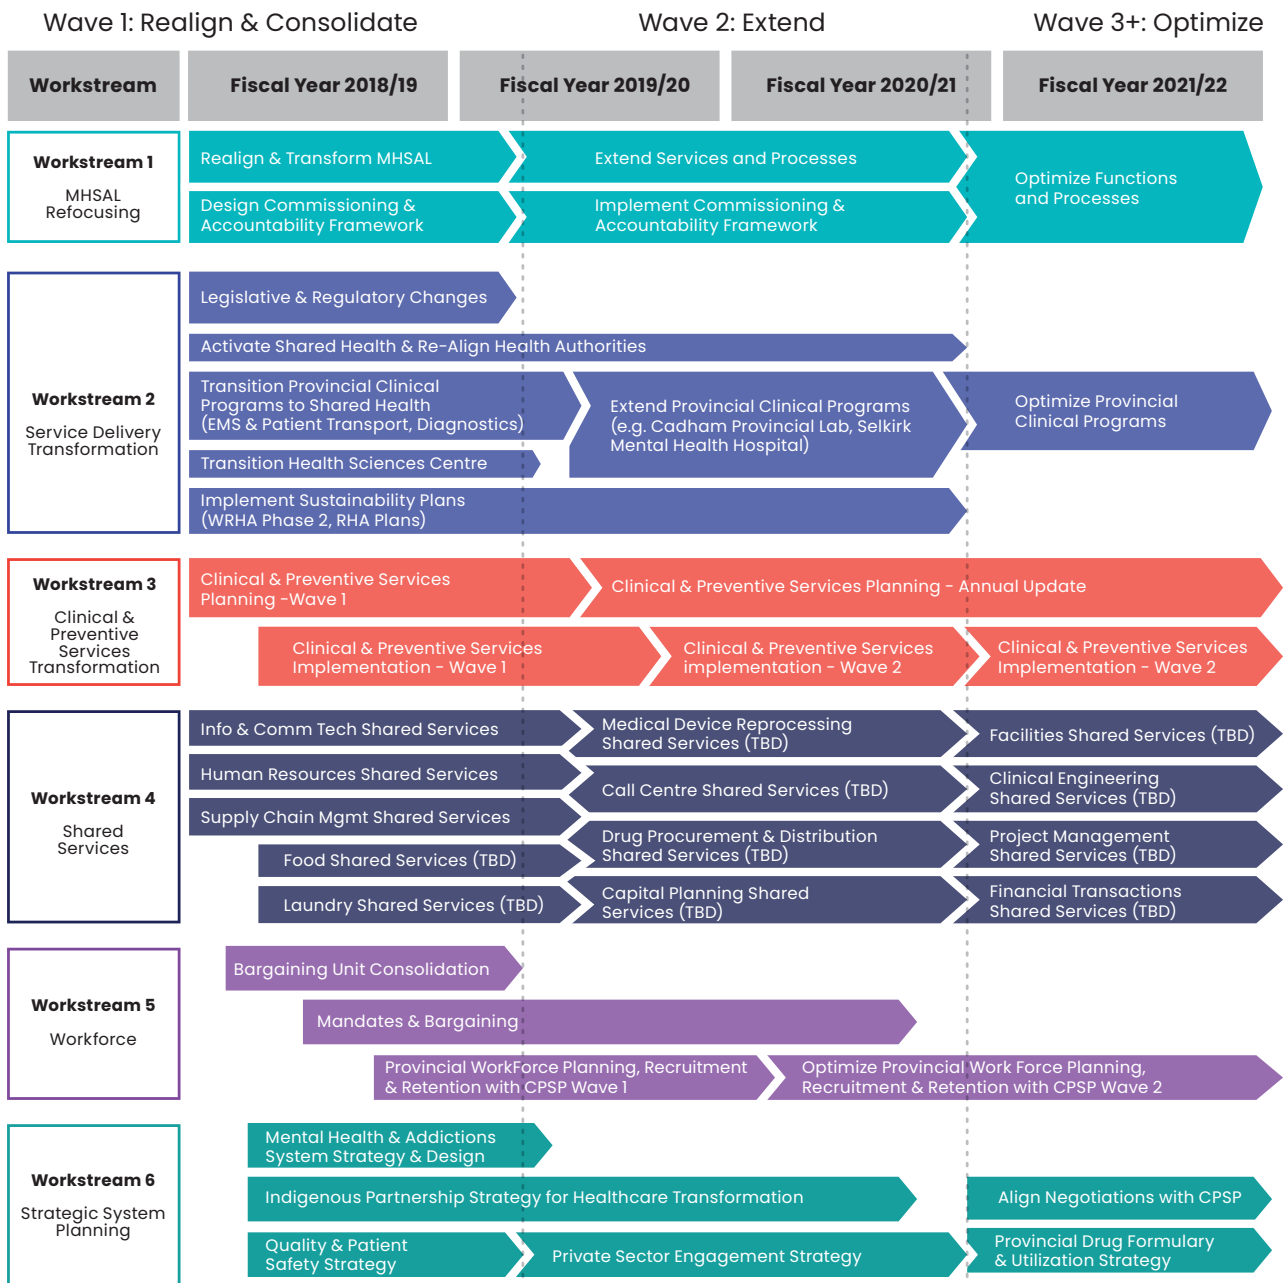 Wave 1: Realign & Consolidate
Wave 2: Extend
Wave 3+: Optimize
Workstream
Fiscal Year 2018/19
Fiscal Year 2019/20
Fiscal Year 2020/21
Fiscal Year 2021/22
Workstream 1
MHSAL
Refocusing
Realign & Transform MHSAL
Extend Services and Processes
Optimize Functions
and Processes
Design Commissioning &
Accountability Framework
Implement Commissioning &
Accountability Framework
Workstream 2
Service Delivery
Transformation
Legislative & Regulatory Changes
Activate Shared Health & Re-Align Health Authorities
Transition Provincial Clinical
Programs to Shared Health
(EMS & Patient Transport, Diagnostics)
Extend Provincial Clinical Programs
(e.g. Cadham Provincial Lab, Selkirk
Mental Health Hospital)
Optimize Provincial
Clinical Programs
Transition Health Sciences Centre
Implement Sustainability Plans
(WRHA Phase 2, RHA Plans)
Workstream 3
Clinical &
Preventive
Services
Transformation
Clinical & Preventive Services
Planning -Wave 1
Clinical & Preventive Services Planning - Annual Update
Clinical & Preventive Services
Implementation - Wave 1
Clinical & Preventive Services
implementation - Wave 2
Clinical & Preventive Services
Implementation - Wave 2
Workstream 4
Shared
Services
Info & Comm Tech Shared Services
Human Resources Shared Services
Supply Chain Mgmt Shared Services
Food Shared Services (TBD)
Laundry Shared Services (TBD)
Medical Device Reprocessing
Shared Services (TBD)
Call Centre Shared Services (TBD)
Drug Procurement & Distribution
Shared Services (TBD)
Capital Planning Shared
Services (TBD)
Facilities Shared Services (TBD)
Clinical Engineering
Shared Services (TBD)
Project Management
Shared Services (TBD)
Financial Transactions
Shared Services (TBD)
Workstream 5
Workforce
Bargaining Unit Consolidation
Mandates & Bargaining
Provincial WorkForce Planning, Recruitment
& Retention with CPSP Wave 1
Optimize Provincial Work Force Planning,
Recruitment & Retention with CPSP Wave 2
Workstream 6
Strategic System
Planning
Mental Health & Addictions
System Strategy & Design
Indigenous Partnership Strategy for Healthcare Transformation
Align Negotiations with CPSP
Quality & Patient
Safety Strategy
Private Sector Engagement Strategy
Provincial Drug Formulary
& Utilization Strategy